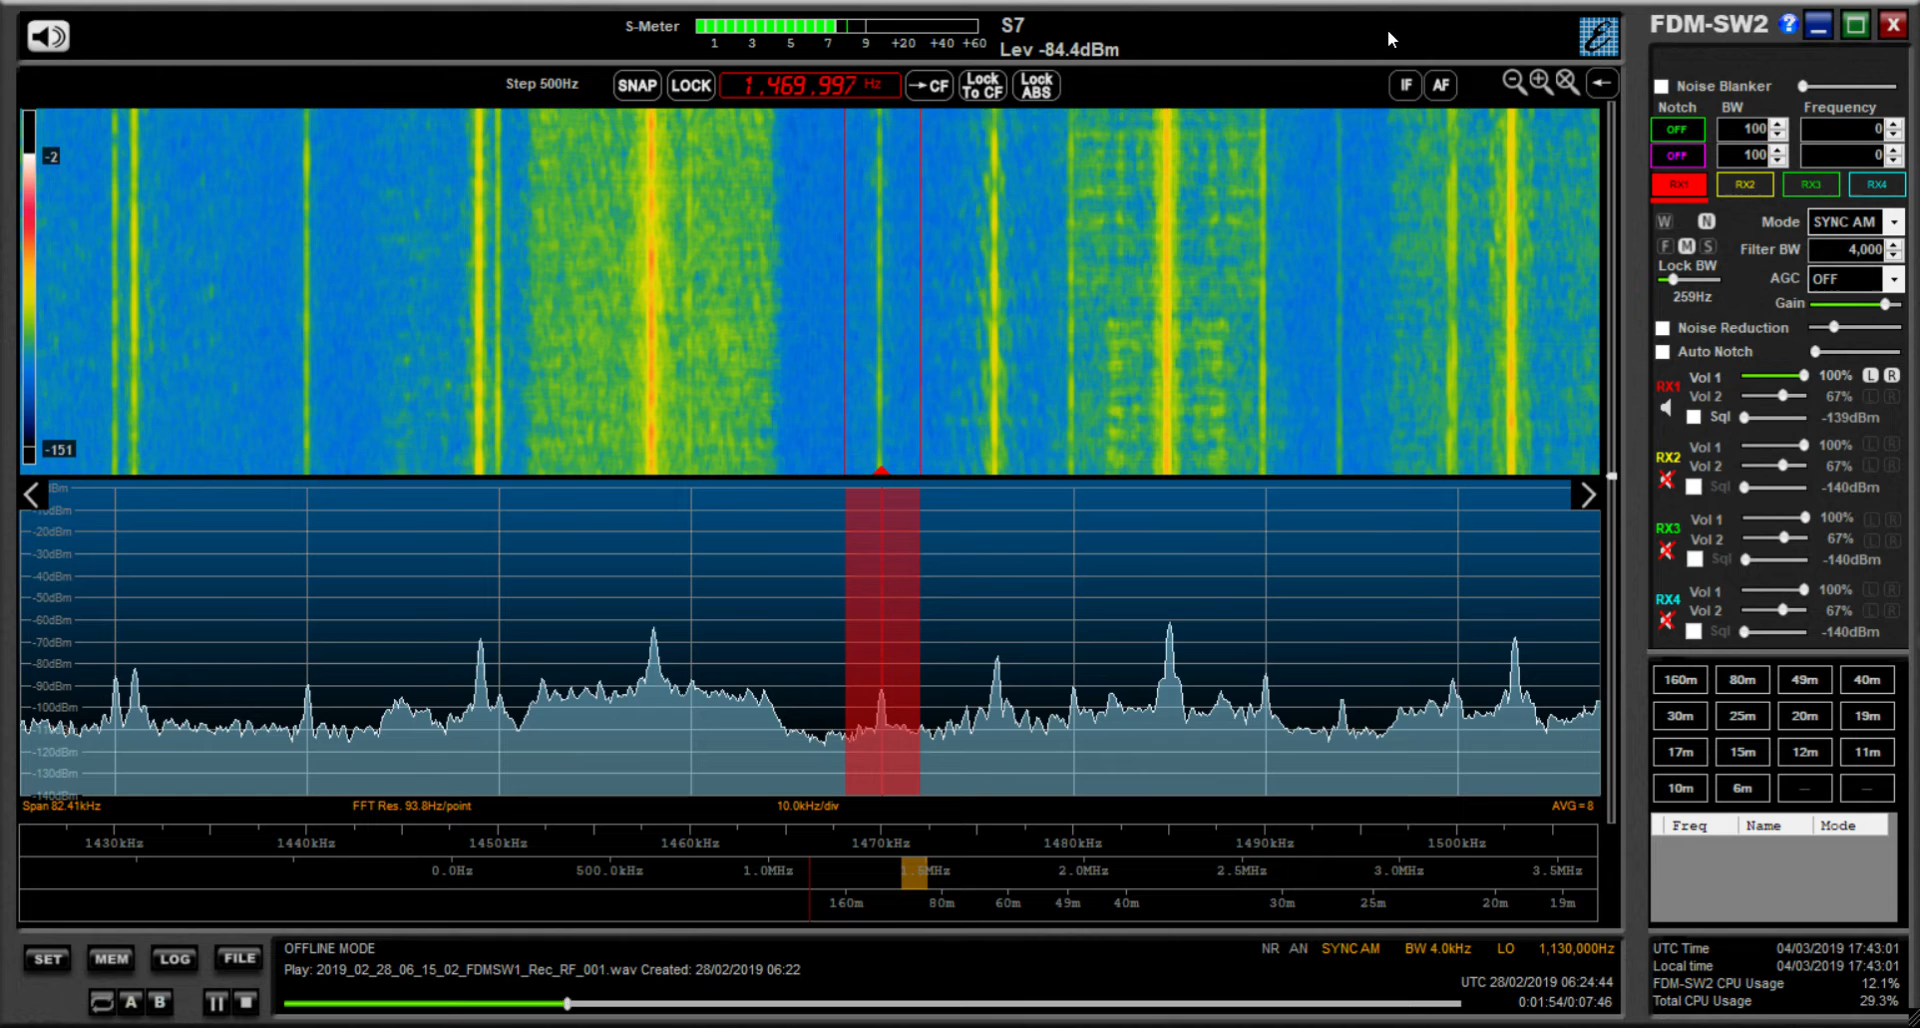 S-Meter
1 3 5 7 9 +20 +40 +60
S7
Lev -84.4dBm
FDM-SW2
Step 500Hz
SNAP
LOCK
1.469.997 Hz
→CF
Lock To CF
Lock ABS
IF
AF
-2
-151
-20dBm
-30dBm
-40dBm
-50dBm
-60dBm
-70dBm
-80dBm
-90dBm
-100dBm
-110dBm
-120dBm
-130dBm
-140dBm
Span 82.41kHz
FFT Res. 93.8Hz/point
10.0kHz/div
AVG = 8
1430kHz 1440kHz 1450kHz 1460kHz 1470kHz 1480kHz 1490kHz 1500kHz
0.0Hz 500.0kHz 1.0MHz 1.5MHz 2.0MHz 2.5MHz 3.0MHz 3.5MHz
160m 80m 60m 49m 40m 30m 25m 20m 19m
SET
MEM
LOG
FILE
A
B
OFFLINE MODE
NR AN SYNC AM BW 4.0kHz LO 1,130,000Hz
Play: 2019_02_28_06_15_02_FDMSW1_Rec_RF_001.wav Created: 28/02/2019 06:22
UTC 28/02/2019 06:24:44
0:01:54/0:07:46
Noise Blanker
Notch BW Frequency
OFF 100 0
OFF 100 0
RX1 RX2 RX3 RX4
W N
Mode SYNC AM
F M S
Filter BW 4,000
Lock BW
AGC OFF
259Hz
Gain
Noise Reduction
Auto Notch
RX1
Vol 1 100% L R
Vol 2 67% L R
Sql -139dBm
RX2
Vol 1 100% L R
Vol 2 67% L R
Sql -140dBm
RX3
Vol 1 100% L R
Vol 2 67% L R
Sql -140dBm
RX4
Vol 1 100% L R
Vol 2 67% L R
Sql -140dBm
160m 80m 49m 40m
30m 25m 20m 19m
17m 15m 12m 11m
10m 6m — —
Freq Name Mode
UTC Time 04/03/2019 17:43:01
Local time 04/03/2019 17:43:01
FDM-SW2 CPU Usage 12.1%
Total CPU Usage 29.3%